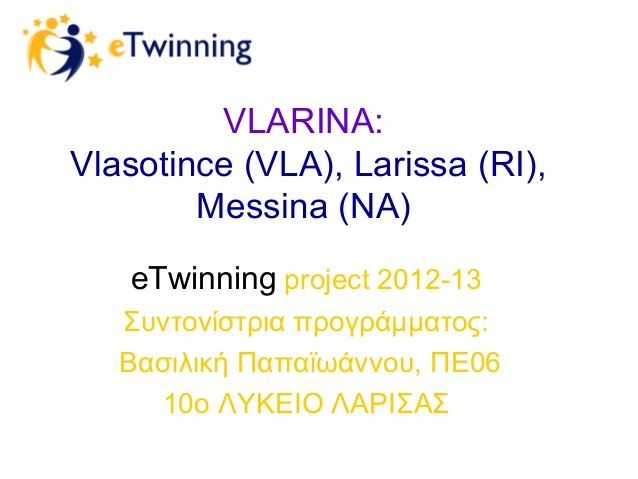 eTwinning
VLARINA:
Vlasotince (VLA), Larissa (RI),
Messina (NA)
eTwinning project 2012-13
Συντονίστρια προγράμματος:
Βασιλική Παπαϊωάννου, ΠΕ06
10ο ΛΥΚΕΙΟ ΛΑΡΙΣΑΣ